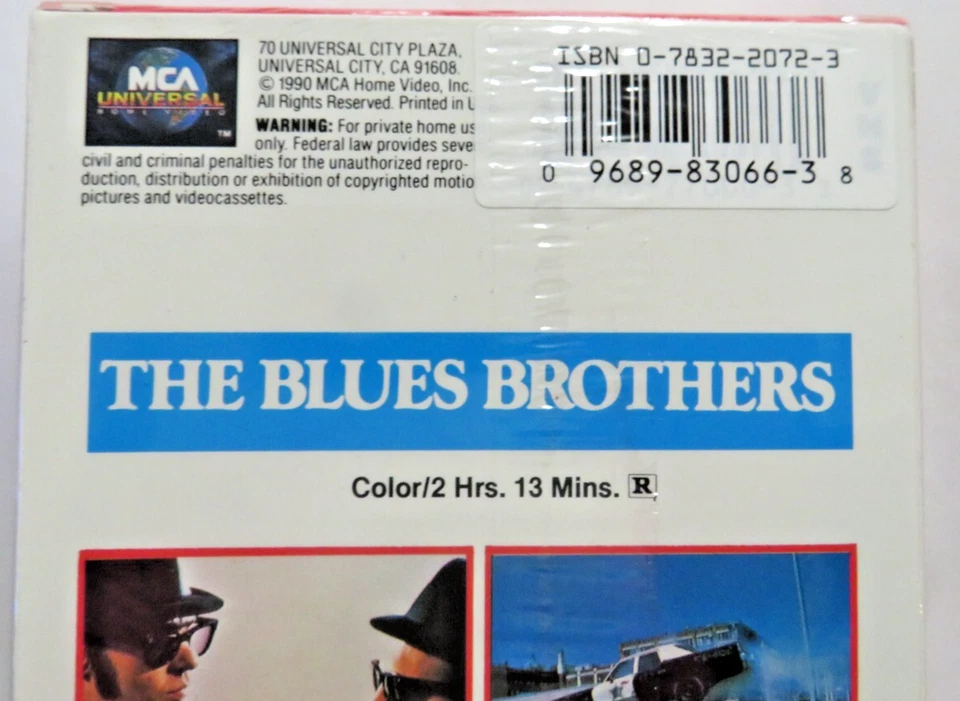 MCA
UNIVERSAL
HOME VIDEO
TM
70 UNIVERSAL CITY PLAZA,
UNIVERSAL CITY, CA 91608.
© 1990 MCA Home Video, Inc.
All Rights Reserved. Printed in U
WARNING: For private home us
only. Federal law provides seve
civil and criminal penalties for the unauthorized repro-
duction, distribution or exhibition of copyrighted motio
pictures and videocassettes.
ISBN 0-7832-2072-3
0 9689-83066-3 8
THE BLUES BROTHERS
Color/2 Hrs. 13 Mins. R